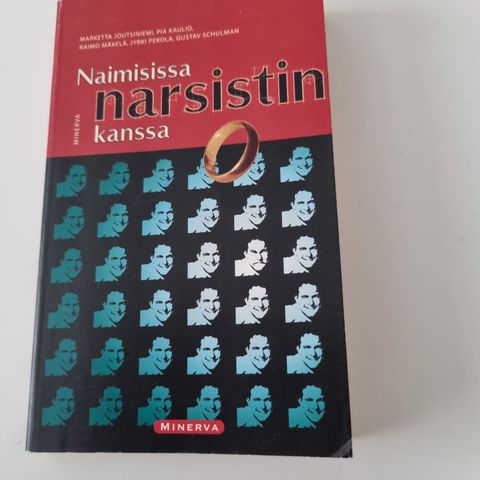 MARKETTA JOUTSINIEMI, PIA KAULIO,
RAIMO MÄKELÄ, JYRKI PEKOLA, GUSTAV SCHULMAN
Naimisissa
narsistin
kanssa
MINERVA
MINERVA